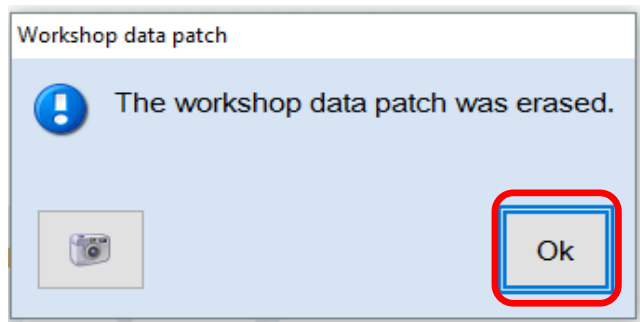 Workshop data patch
The workshop data patch was erased.
Ok